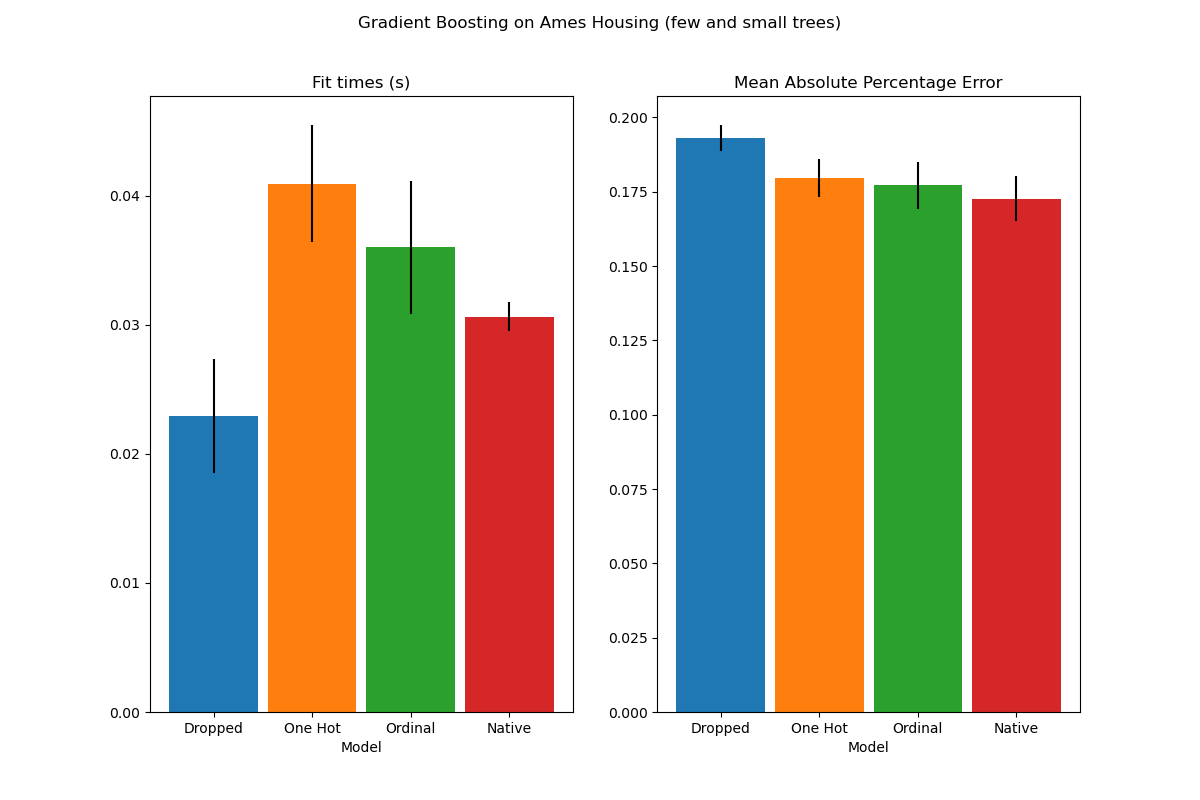 Gradient Boosting on Ames Housing (few and small trees)
Fit times (s)
0.04
0.03
0.02
0.01
0.00
Dropped One Hot Ordinal Native
Model
Mean Absolute Percentage Error
0.200
0.175
0.150
0.125
0.100
0.075
0.050
0.025
0.000
Dropped One Hot Ordinal Native
Model